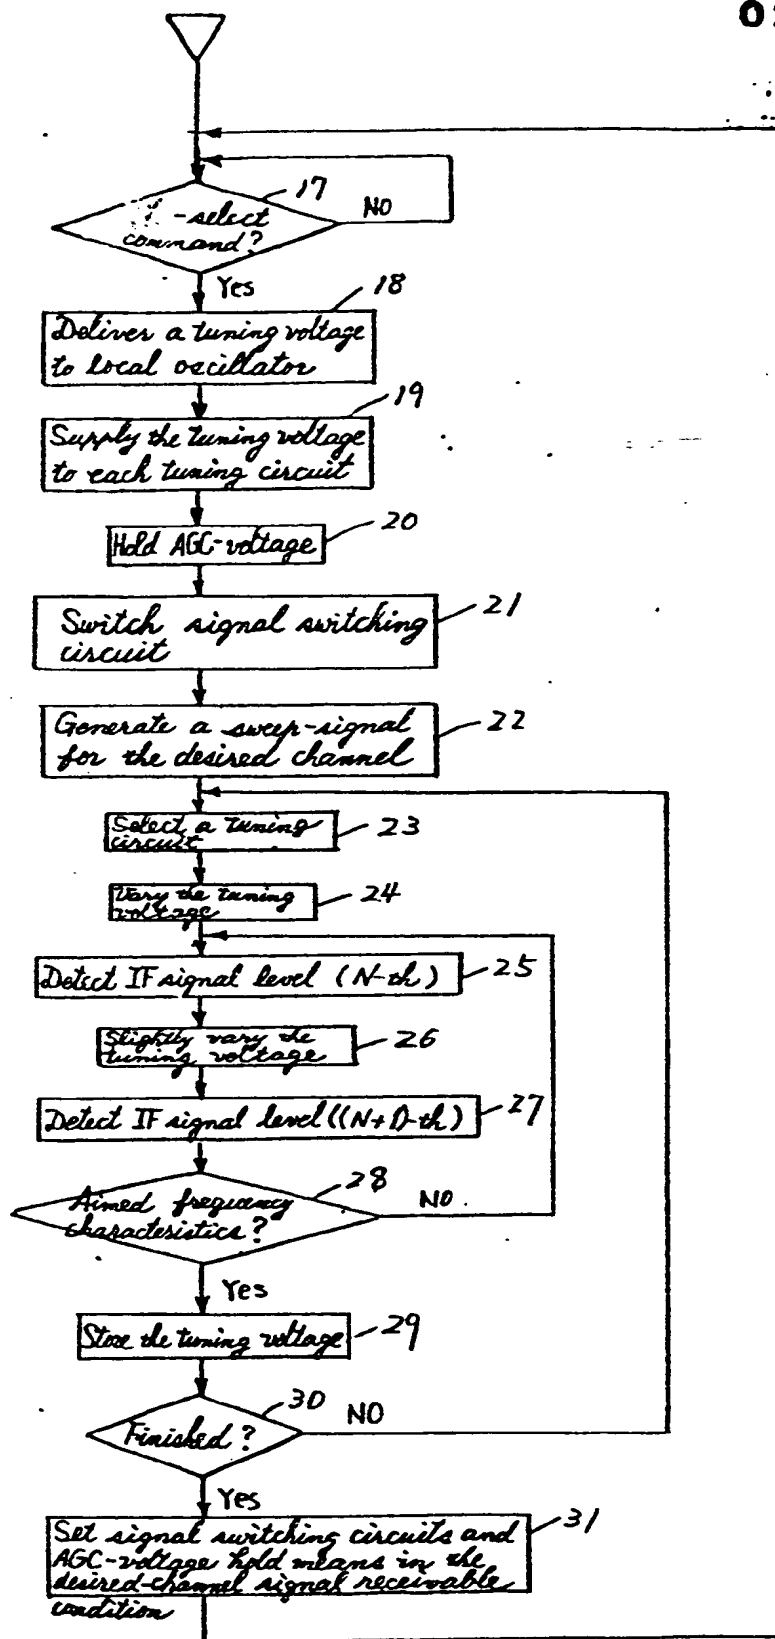 17
-select
command?
NO
Yes
18
Deliver a tuning voltage
to local oscillator
19
Supply the tuning voltage
to each tuning circuit
20
Hold AGC-voltage
21
Switch signal switching
circuit
22
Generate a sweep-signal
for the desired channel
23
Select a tuning
circuit
24
Vary the tuning
voltage
Detect IF signal level (N-th)
25
Slightly vary the
tuning voltage
26
Detect IF signal level ((N+1)-th)
27
28
Aimed frequency
characteristics?
NO
Yes
Store the tuning voltage
29
30
Finished?
NO
Yes
31
Set signal switching circuits and
AGC-voltage hold means in the
desired-channel signal receivable
condition